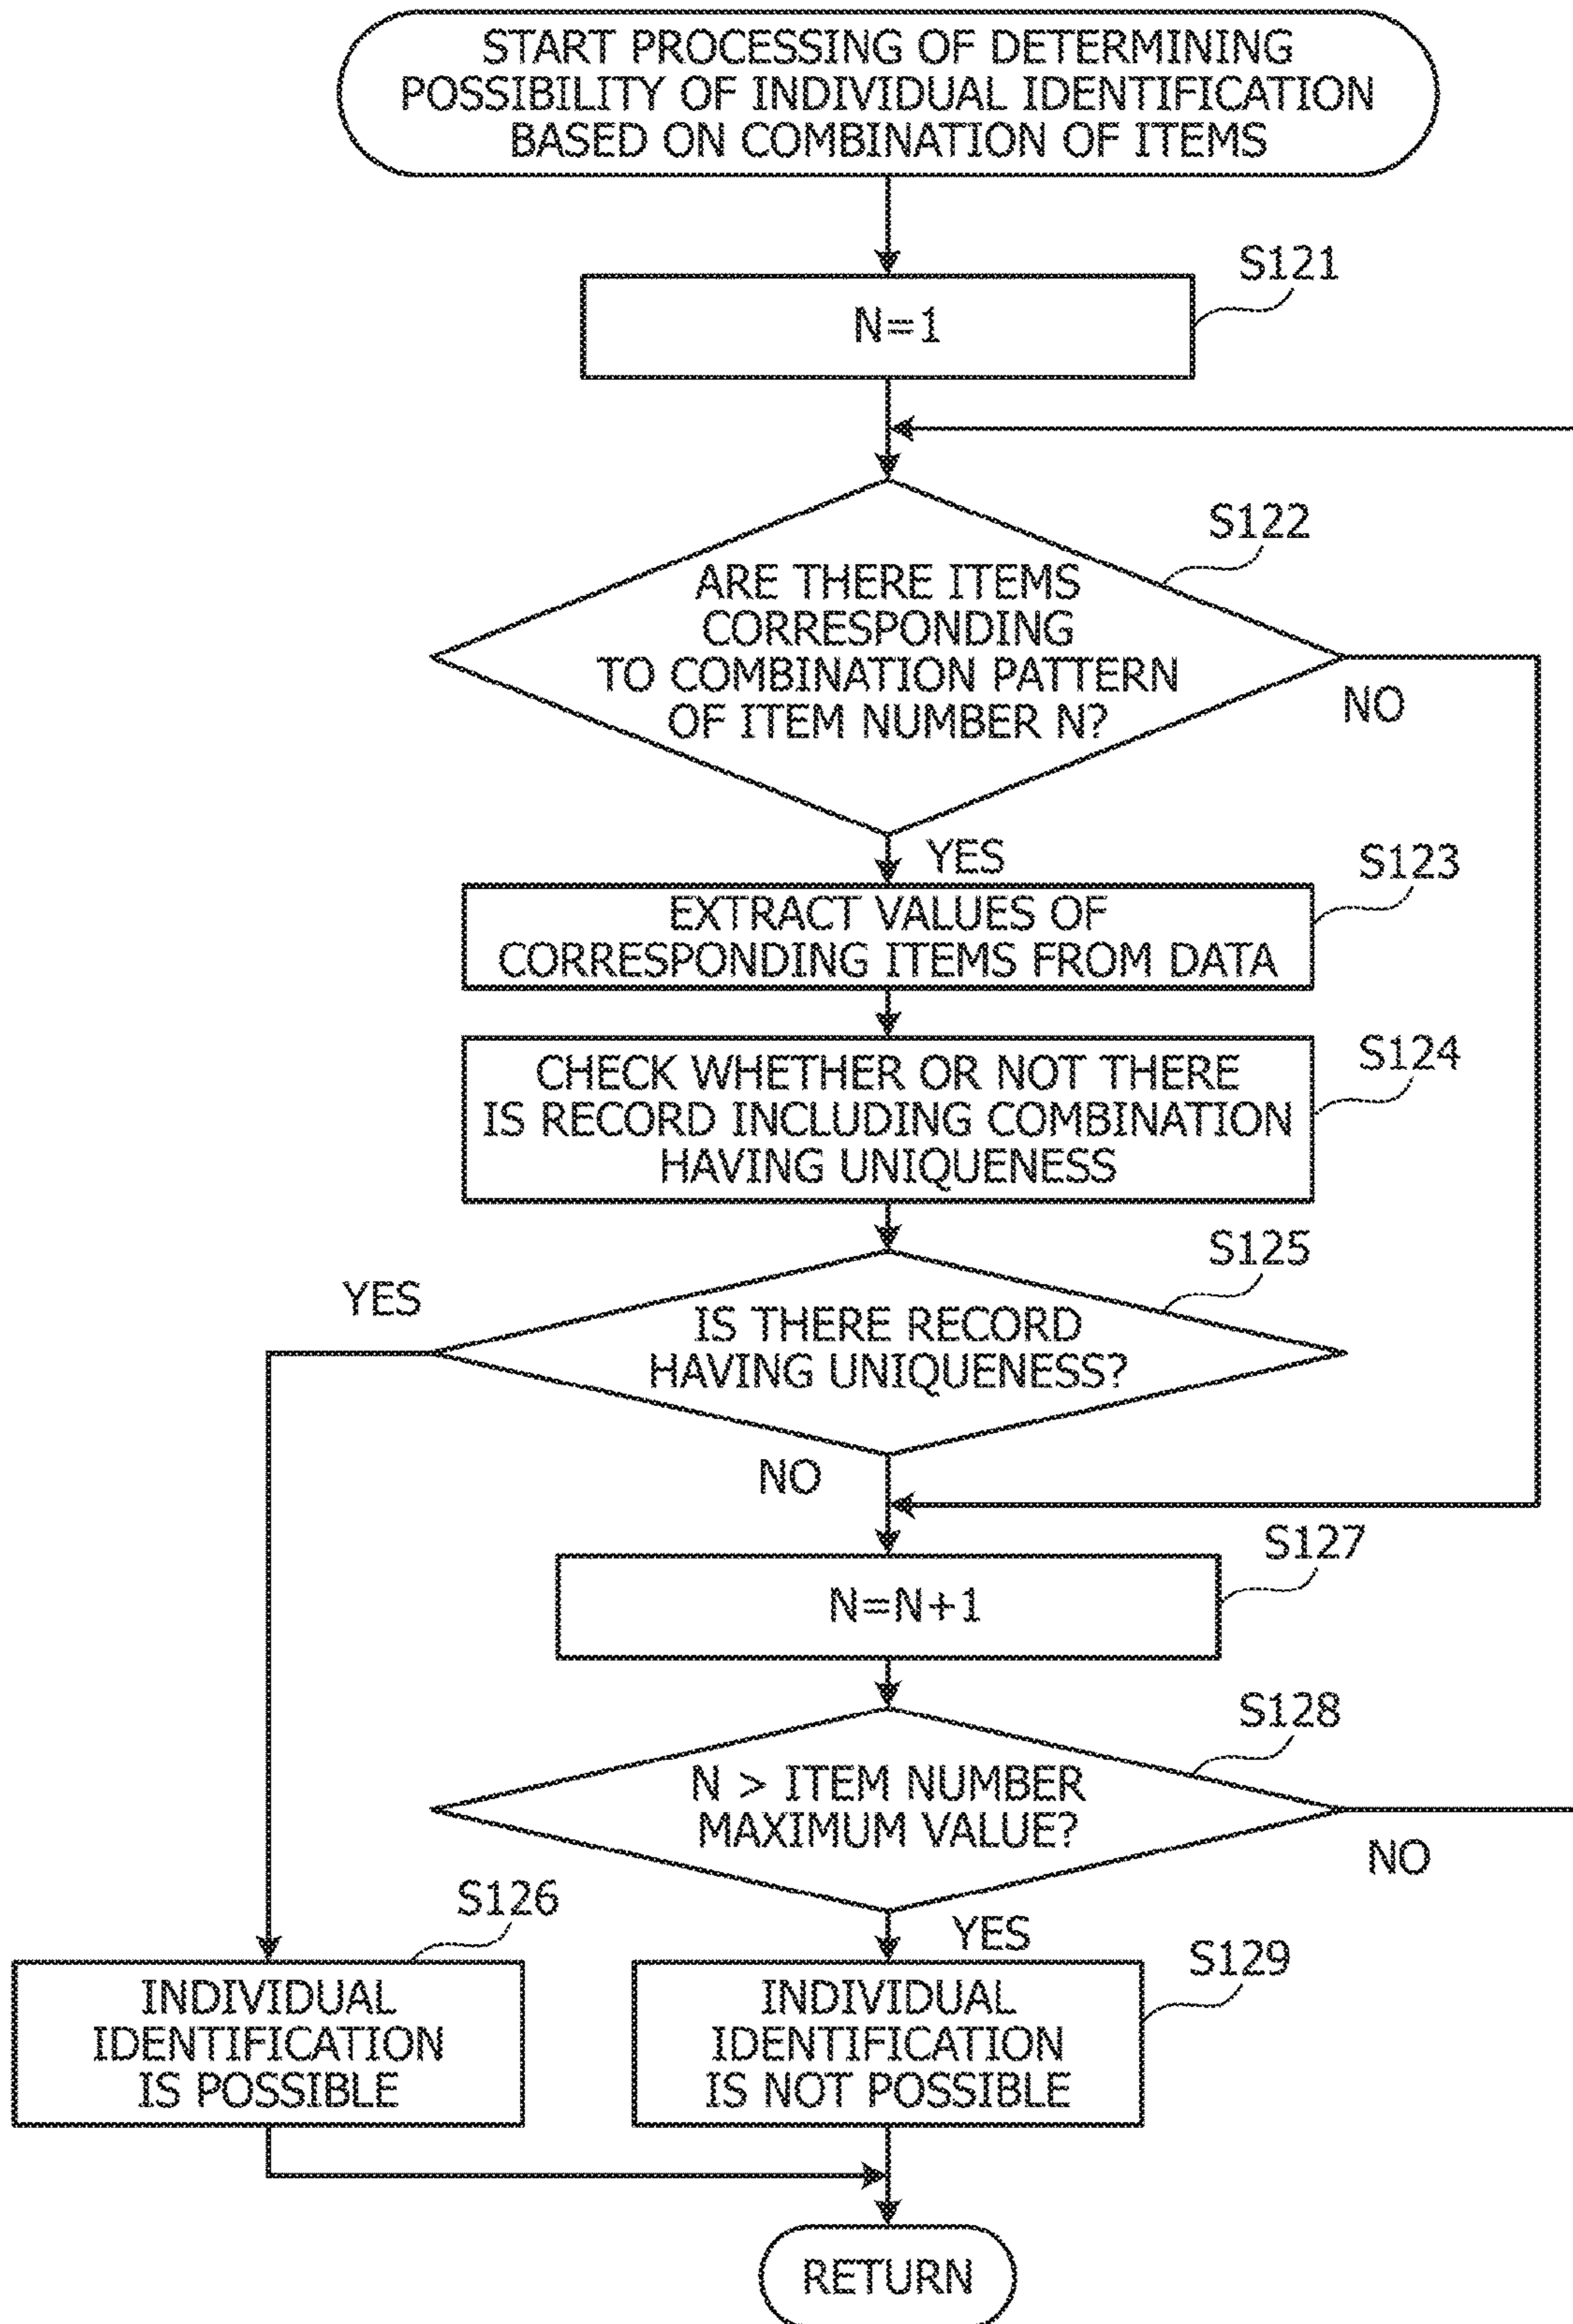 START PROCESSING OF DETERMINING
POSSIBILITY OF INDIVIDUAL IDENTIFICATION
BASED ON COMBINATION OF ITEMS
S121
N=1
S122
ARE THERE ITEMS
CORRESPONDING
TO COMBINATION PATTERN
OF ITEM NUMBER N?
NO
YES
S123
EXTRACT VALUES OF
CORRESPONDING ITEMS FROM DATA
S124
CHECK WHETHER OR NOT THERE
IS RECORD INCLUDING COMBINATION
HAVING UNIQUENESS
S125
YES
IS THERE RECORD
HAVING UNIQUENESS?
NO
S127
N=N+1
S128
N > ITEM NUMBER
MAXIMUM VALUE?
NO
YES
S126
INDIVIDUAL
IDENTIFICATION
IS POSSIBLE
S129
INDIVIDUAL
IDENTIFICATION
IS NOT POSSIBLE
RETURN